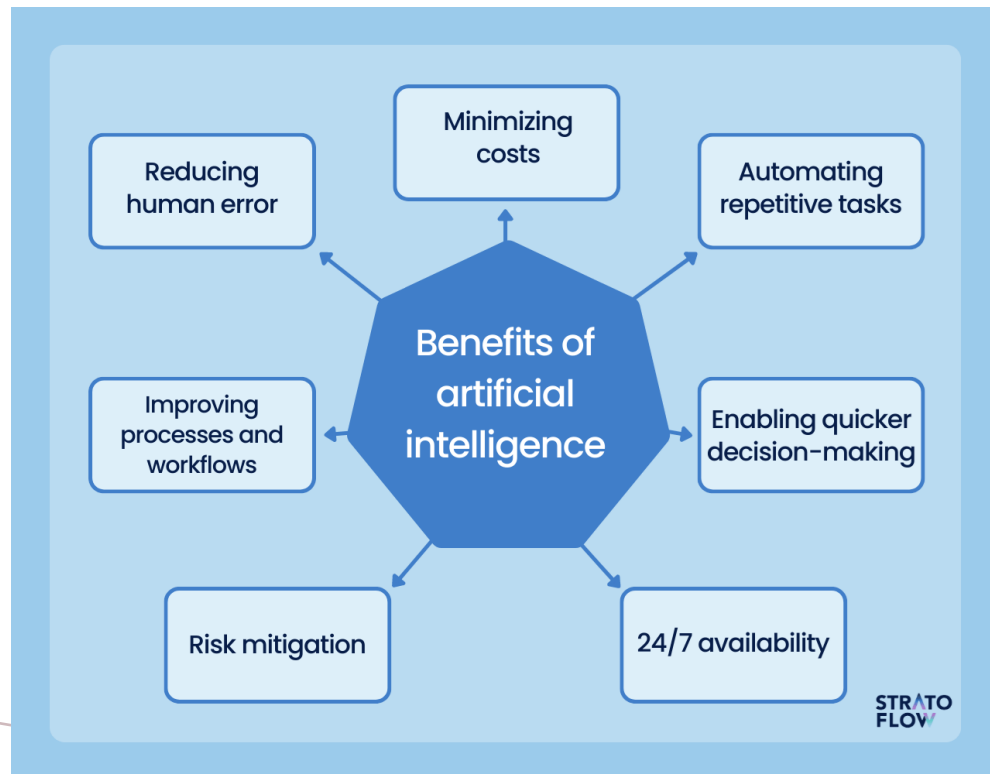 Minimizing
costs
Reducing
human error
Automating
repetitive tasks
Benefits of
artificial
intelligence
Improving
processes and
workflows
Enabling quicker
decision-making
Risk mitigation
24/7 availability
STRATO
FLOW